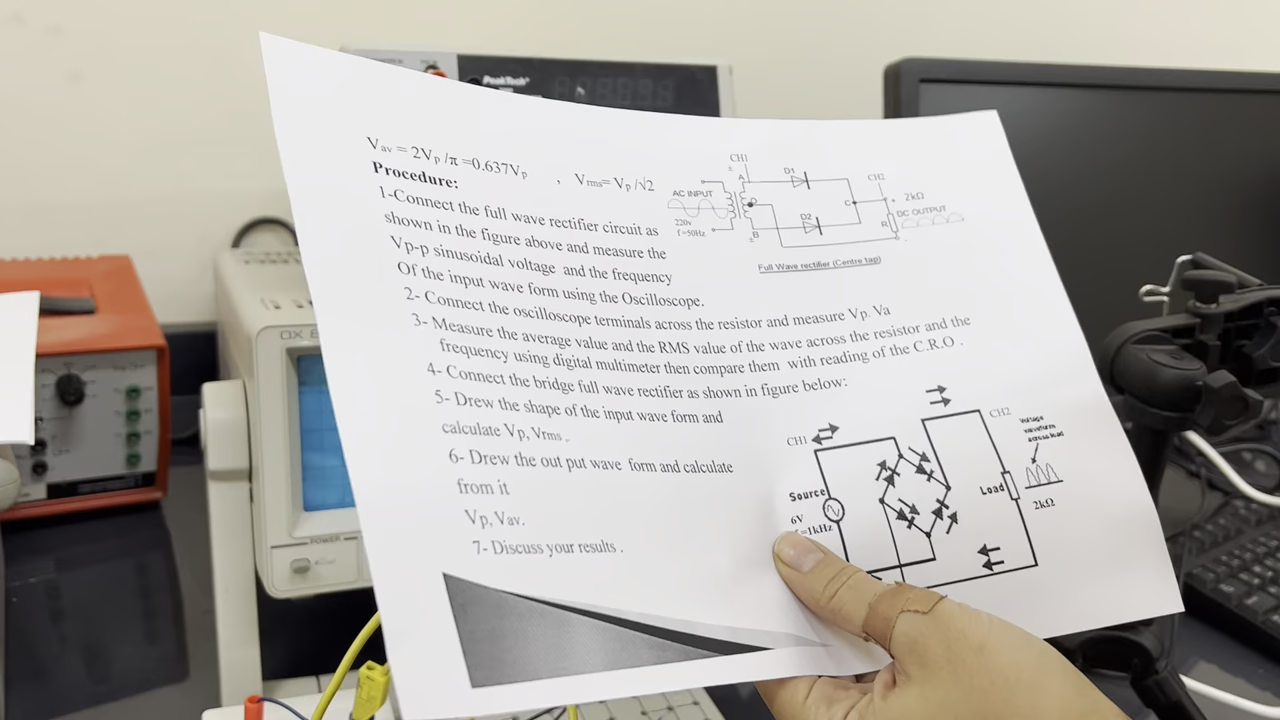 PeakTech®
Vav = 2Vp /π =0.637Vp , Vrms= Vp /√2
Procedure:
1-Connect the full wave rectifier circuit as
shown in the figure above and measure the
Vp-p sinusoidal voltage and the frequency
Of the input wave form using the Oscilloscope.
2- Connect the oscilloscope terminals across the resistor and measure Vp. Va
3- Measure the average value and the RMS value of the wave across the resistor and the
frequency using digital multimeter then compare them with reading of the C.R.O .
4- Connect the bridge full wave rectifier as shown in figure below:
5- Drew the shape of the input wave form and
calculate Vp, Vrms .
6- Drew the out put wave form and calculate
from it
Vp, Vav.
7- Discuss your results .
CH1
±
A
D1
CH2
AC INPUT
C
+
2kΩ
DC OUTPUT
220v
f=50Hz
D2
R
B
±
Full Wave rectifier (Centre tap)
CH1
CH2
Voltage
waveform
across load
Source
6V
f=1kHz
Load
2kΩ
POWER